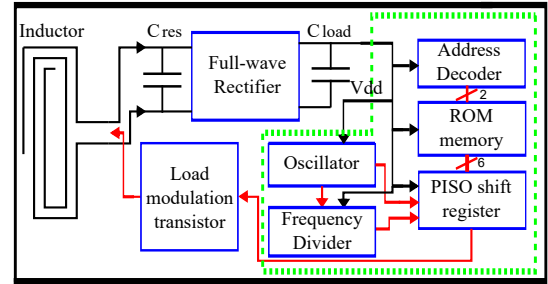 Inductor
C res
C load
Full-wave
Rectifier
Address
Decoder
2
Vdd
ROM
memory
6
Oscillator
Load
modulation
transistor
PISO shift
register
Frequency
Divider